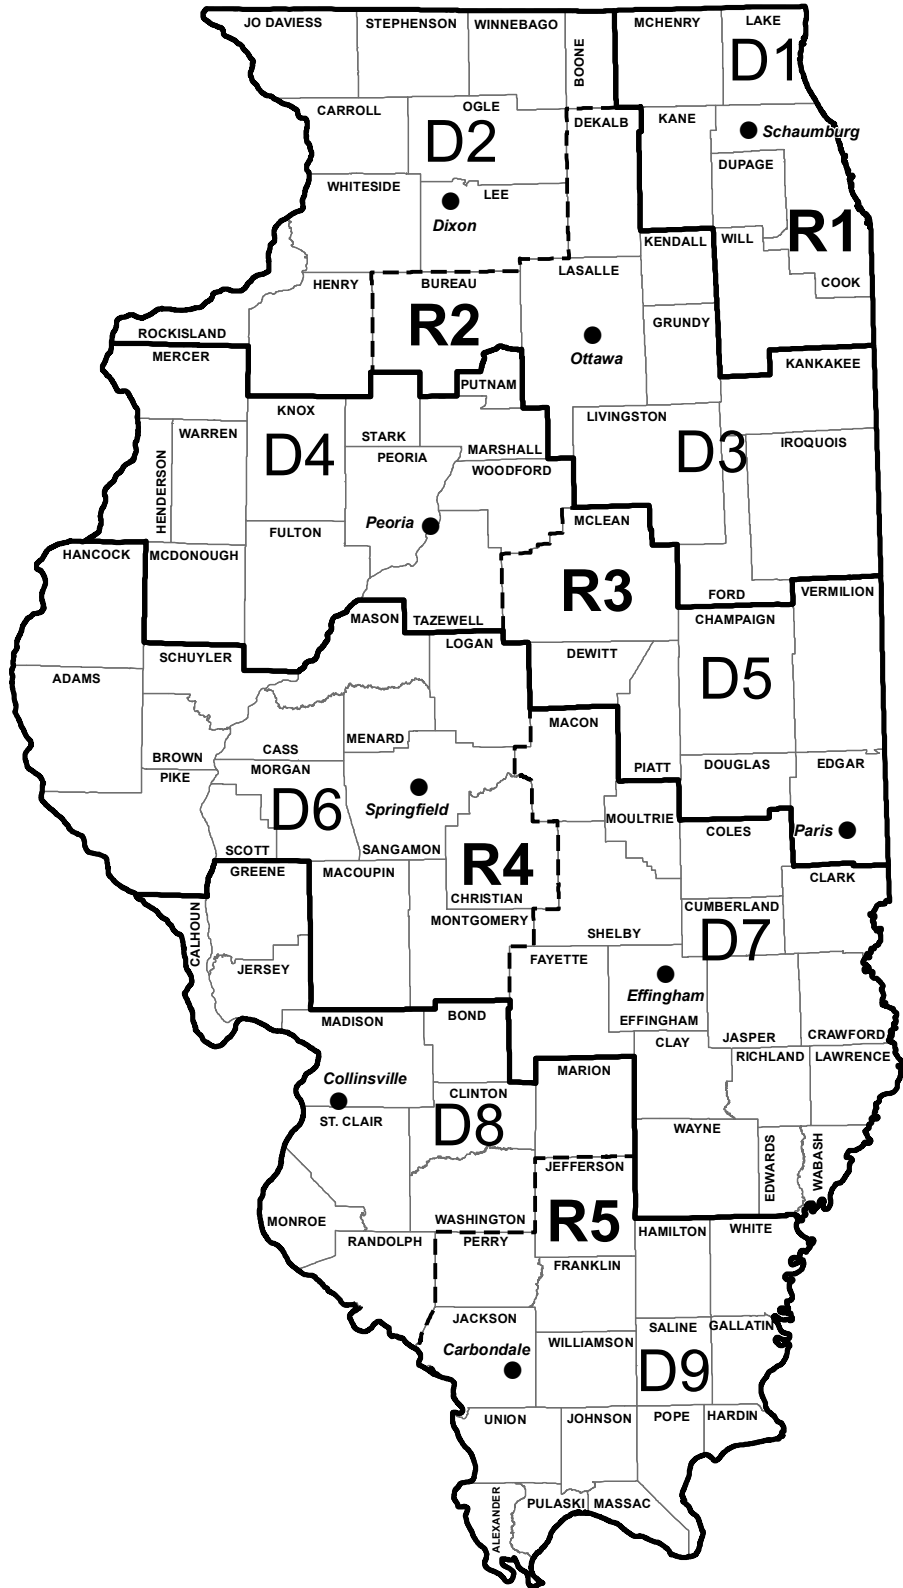 JO DAVIESS
STEPHENSON
WINNEBAGO
BOONE
MCHENRY
LAKE
D1
CARROLL
OGLE
D2
DEKALB
KANE
Schaumburg
DUPAGE
WHITESIDE
LEE
Dixon
R1
KENDALL
WILL
COOK
HENRY
BUREAU
LASALLE
R2
GRUNDY
ROCKISLAND
Ottawa
MERCER
KANKAKEE
PUTNAM
KNOX
LIVINGSTON
WARREN
STARK
D4
D3
IROQUOIS
PEORIA
MARSHALL
WOODFORD
HENDERSON
Peoria
MCLEAN
FULTON
HANCOCK
MCDONOUGH
R3
FORD
VERMILION
MASON
TAZEWELL
CHAMPAIGN
LOGAN
SCHUYLER
DEWITT
ADAMS
D5
MACON
MENARD
CASS
BROWN
PIATT
DOUGLAS
EDGAR
PIKE
MORGAN
Springfield
D6
MOULTRIE
COLES
Paris
SCOTT
SANGAMON
R4
GREENE
MACOUPIN
CLARK
CHRISTIAN
CUMBERLAND
MONTGOMERY
CALHOUN
SHELBY
D7
FAYETTE
JERSEY
Effingham
BOND
MADISON
EFFINGHAM
JASPER
CRAWFORD
CLAY
RICHLAND
LAWRENCE
MARION
Collinsville
CLINTON
ST. CLAIR
D8
WAYNE
EDWARDS
WABASH
JEFFERSON
MONROE
WASHINGTON
R5
HAMILTON
WHITE
RANDOLPH
PERRY
FRANKLIN
JACKSON
SALINE
GALLATIN
WILLIAMSON
Carbondale
D9
UNION
JOHNSON
POPE
HARDIN
ALEXANDER
PULASKI
MASSAC